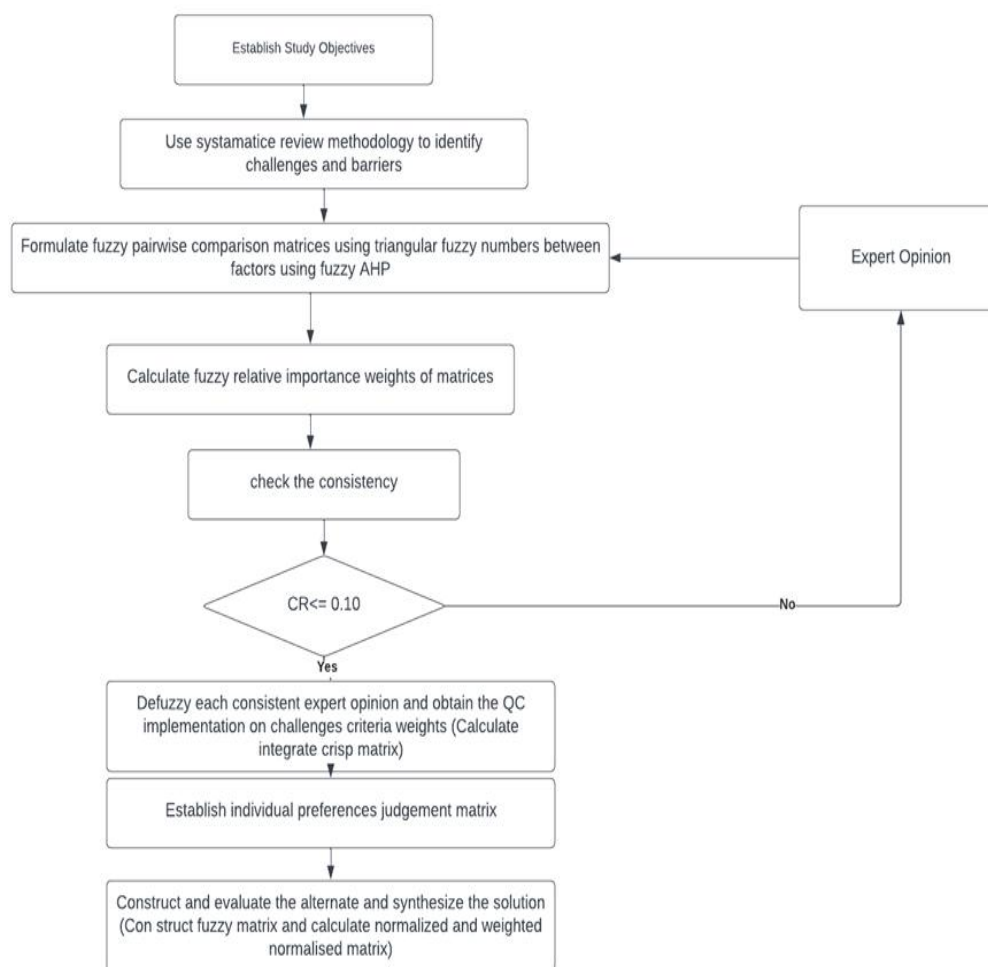 Establish Study Objectives
Use systamatice review methodology to identify
challenges and barriers
Formulate fuzzy pairwise comparison matrices using triangular fuzzy numbers between
factors using fuzzy AHP
Expert Opinion
Calculate fuzzy relative importance weights of matrices
check the consistency
CR<= 0.10
No
Yes
Defuzzy each consistent expert opinion and obtain the QC
implementation on challenges criteria weights (Calculate
integrate crisp matrix)
Establish individual preferences judgement matrix
Construct and evaluate the alternate and synthesize the solution
(Con struct fuzzy matrix and calculate normalized and weighted
normalised matrix)